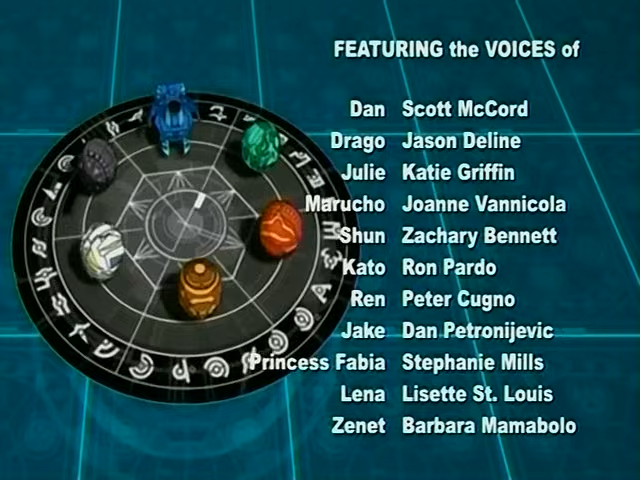 FEATURING the VOICES of
Dan Scott McCord
Drago Jason Deline
Julie Katie Griffin
Marucho Joanne Vannicola
Shun Zachary Bennett
Kato Ron Pardo
Ren Peter Cugno
Jake Dan Petronijevic
Princess Fabia Stephanie Mills
Lena Lisette St. Louis
Zenet Barbara Mamabolo